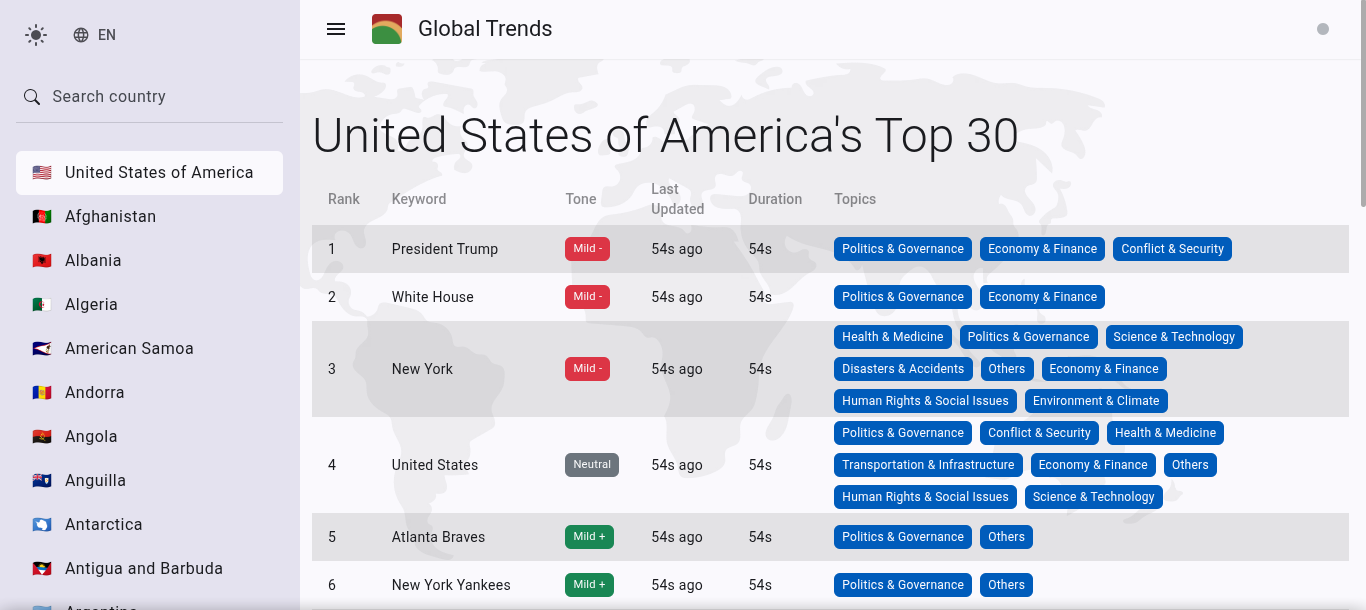 EN
Search country
United States of America
Afghanistan
Albania
Algeria
American Samoa
Andorra
Angola
Anguilla
Antarctica
Antigua and Barbuda
Argentina
Global Trends
United States of America's Top 30
Rank Keyword Tone Last Updated Duration Topics
1 President Trump Mild - 54s ago 54s Politics & Governance Economy & Finance Conflict & Security
2 White House Mild - 54s ago 54s Politics & Governance Economy & Finance
3 New York Mild - 54s ago 54s Health & Medicine Politics & Governance Science & Technology
Disasters & Accidents Others Economy & Finance
Human Rights & Social Issues Environment & Climate
4 United States Neutral 54s ago 54s Politics & Governance Conflict & Security Health & Medicine
Transportation & Infrastructure Economy & Finance Others
Human Rights & Social Issues Science & Technology
5 Atlanta Braves Mild + 54s ago 54s Politics & Governance Others
6 New York Yankees Mild + 54s ago 54s Politics & Governance Others